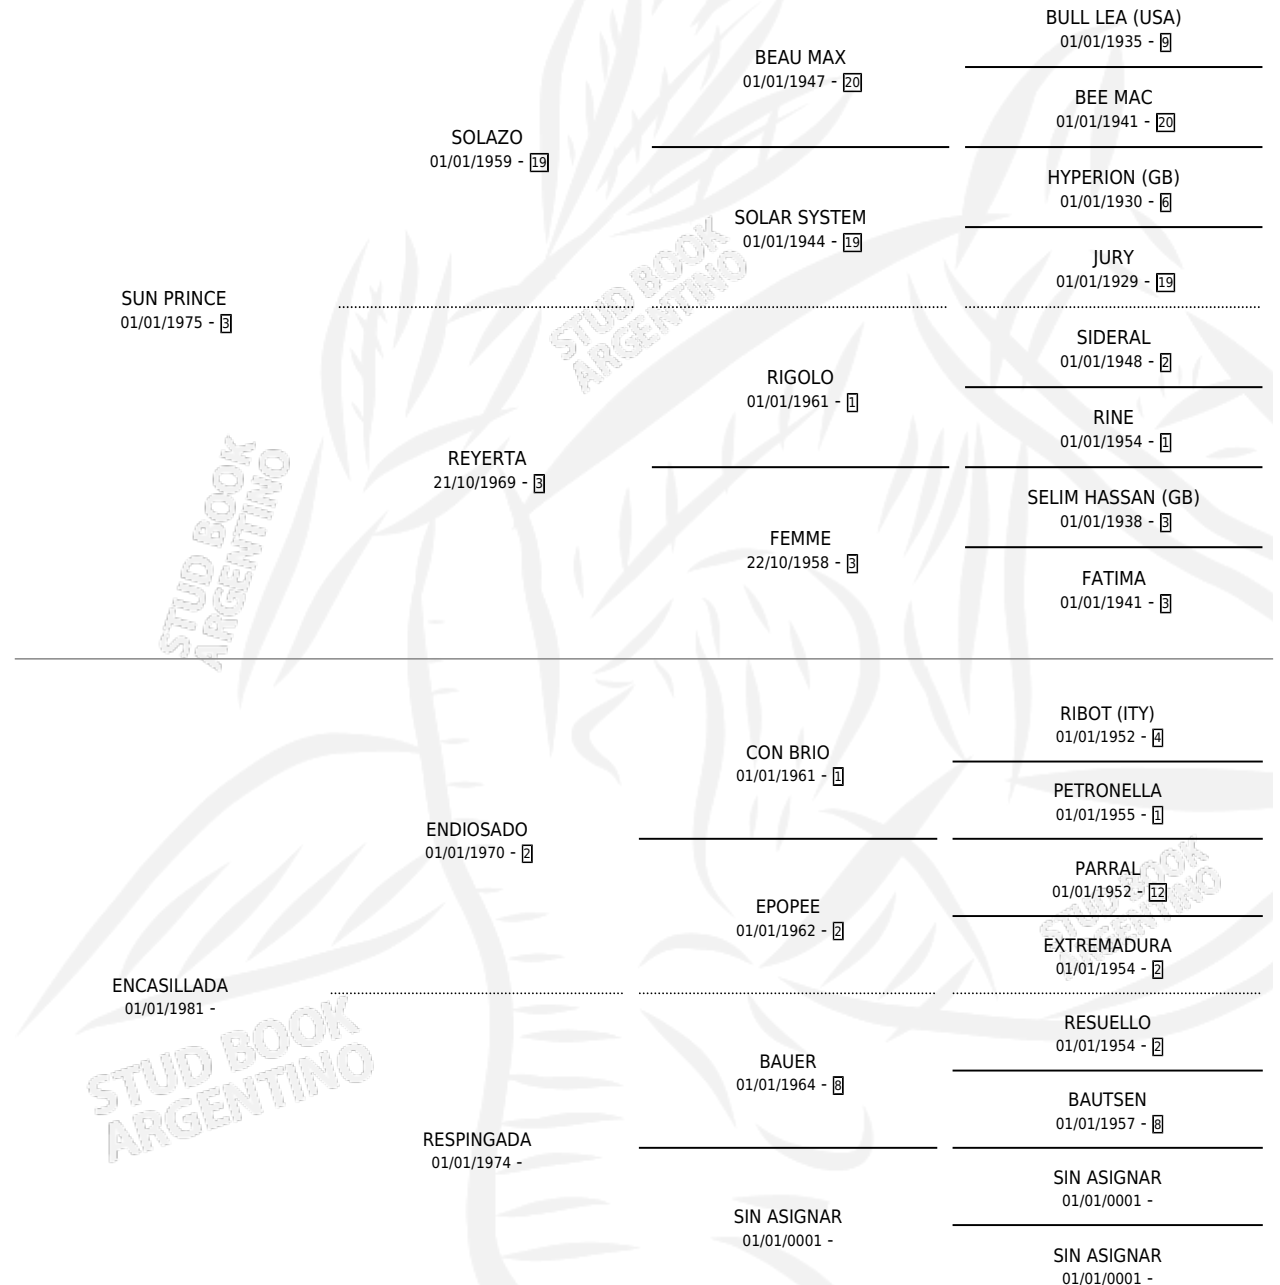 BULL LEA (USA)
01/01/1935 - 9
BEAU MAX
01/01/1947 - 20
BEE MAC
01/01/1941 - 20
SOLAZO
01/01/1959 - 19
HYPERION (GB)
01/01/1930 - 6
SOLAR SYSTEM
01/01/1944 - 19
JURY
01/01/1929 - 19
SUN PRINCE
01/01/1975 - 3
SIDERAL
01/01/1948 - 2
RIGOLO
01/01/1961 - 1
RINE
01/01/1954 - 1
REYERTA
21/10/1969 - 3
SELIM HASSAN (GB)
01/01/1938 - 3
FEMME
22/10/1958 - 3
FATIMA
01/01/1941 - 3
RIBOT (ITY)
01/01/1952 - 4
CON BRIO
01/01/1961 - 1
PETRONELLA
01/01/1955 - 1
ENDIOSADO
01/01/1970 - 2
PARRAL
01/01/1952 - 12
EPOPEE
01/01/1962 - 2
EXTREMADURA
01/01/1954 - 2
ENCASILLADA
01/01/1981 -
RESUELLO
01/01/1954 - 2
BAUER
01/01/1964 - 8
BAUTSEN
01/01/1957 - 8
RESPINGADA
01/01/1974 -
SIN ASIGNAR
01/01/0001 -
SIN ASIGNAR
01/01/0001 -
SIN ASIGNAR
01/01/0001 -
STUD BOOK
ARGENTINO
STUD BOOK
ARGENTINO
STUD BOOK
ARGENTINO
STUD BOOK
ARGENTINO